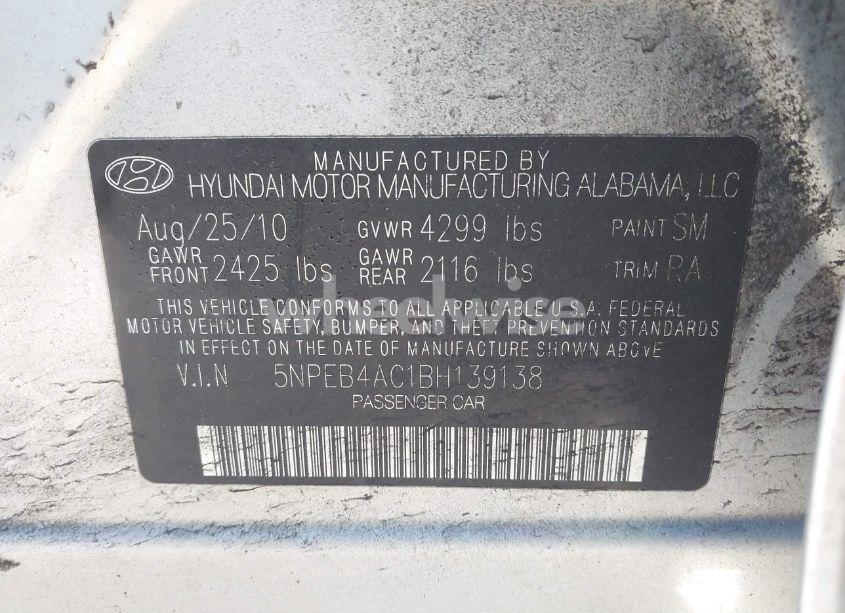 MANUFACTURED BY
HYUNDAI MOTOR MANUFACTURING ALABAMA, LLC
Aug/25/10 GVWR 4299 lbs PAINT SM
GAWR FRONT 2425 lbs GAWR REAR 2116 lbs TRIM RA
THIS VEHICLE CONFORMS TO ALL APPLICABLE U.S.A. FEDERAL
MOTOR VEHICLE SAFETY, BUMPER, AND THEFT PREVENTION STANDARDS
IN EFFECT ON THE DATE OF MANUFACTURE SHOWN ABOVE
V.I.N 5NPEB4AC1BH139138
PASSENGER CAR
wheelwise